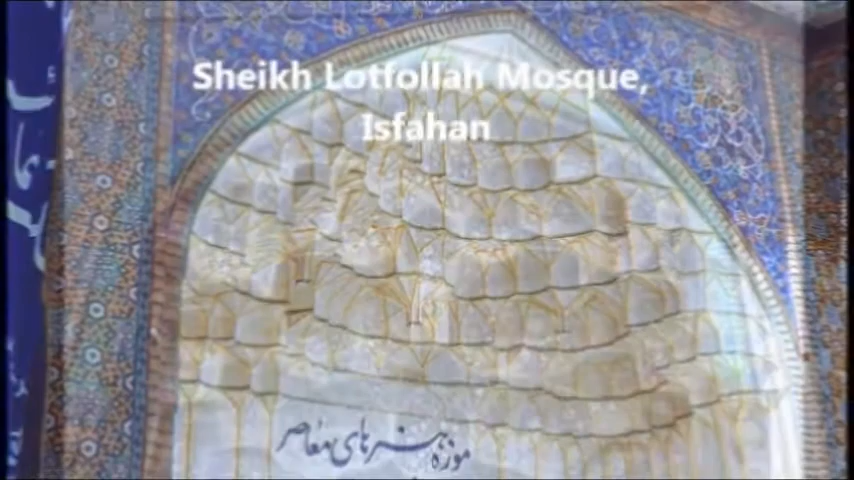 Sheikh Lotfollah Mosque,
Isfahan
موزه هنرهای معاصر